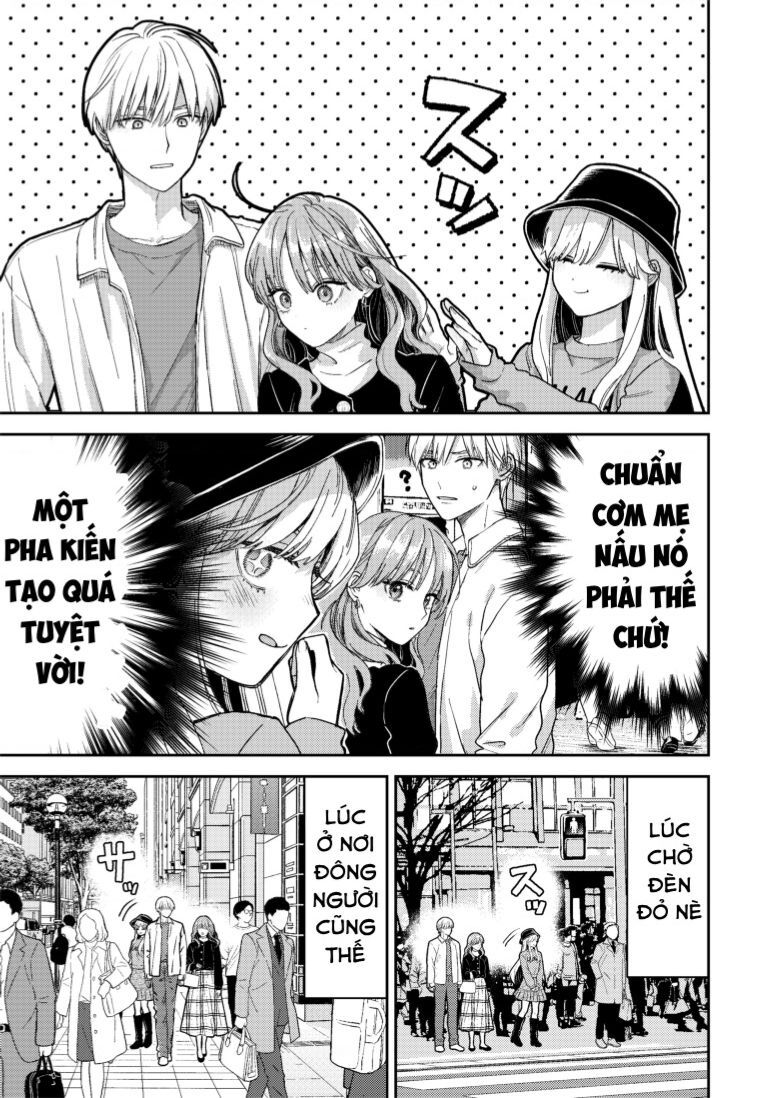 スッ
CHUẨN
CƠM MẸ
NẤU NÓ
PHẢI THẾ
CHỨ!
?
MỘT
PHA KIẾN
TẠO QUÁ
TUYỆT
VỜI!
LÚC
CHỜ
ĐÈN
ĐỎ NÈ
スッ
LÚC
Ở NƠI
ĐÔNG
NGƯỜI
CŨNG
THẾ
サッ